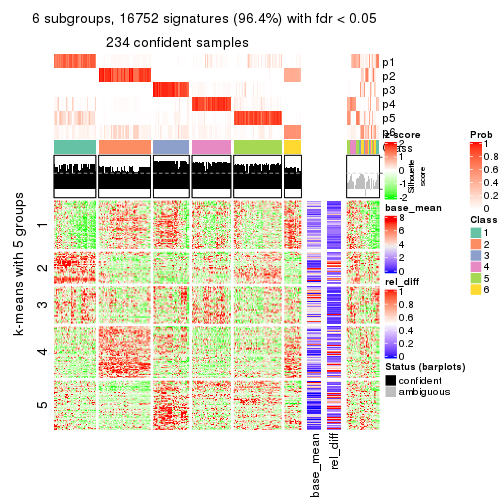 6 subgroups, 16752 signatures (96.4%) with fdr < 0.05
234 confident samples
p1
p2
p3
p4
p5
p6
z-score
2
1
0
-1
-2
Class
Silhouette
score
Prob
1
0.8
0.6
0.4
0.2
0
base_mean
8
6
4
2
0
Class
1
2
3
4
5
6
rel_diff
1
0.8
0.6
0.4
0.2
0
Status (barplots)
confident
ambiguous
k-means with 5 groups
1
2
3
4
5
base_mean
rel_diff